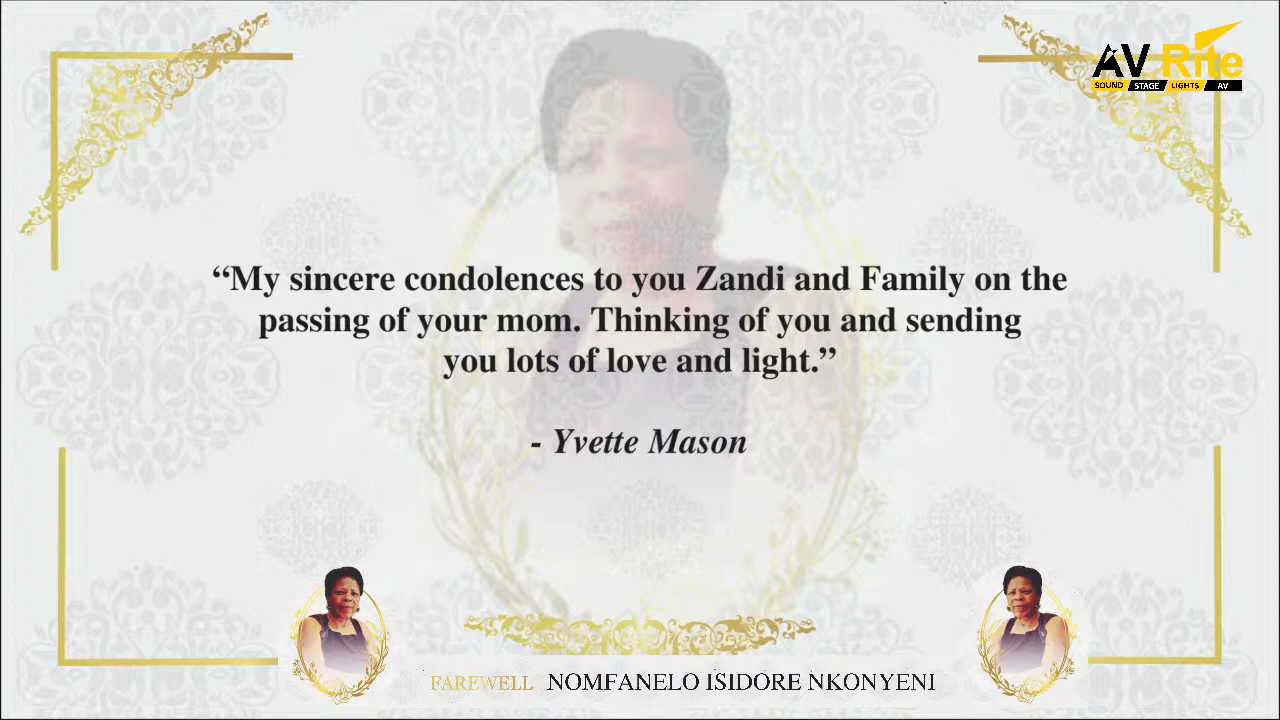 AV Rite
SOUND STAGE LIGHTS AV
“My sincere condolences to you Zandi and Family on the
passing of your mom. Thinking of you and sending
you lots of love and light.”
- Yvette Mason
FAREWELL NOMFANELO ISIDORE NKONYENI